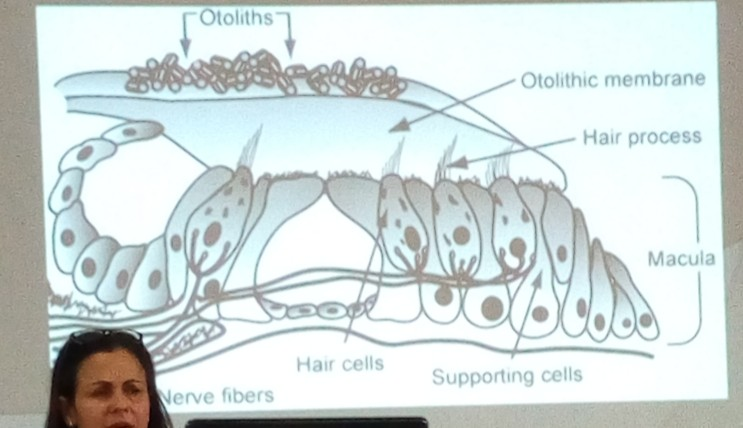 Otoliths
Otolithic membrane
Hair process
Macula
Hair cells
Supporting cells
Nerve fibers